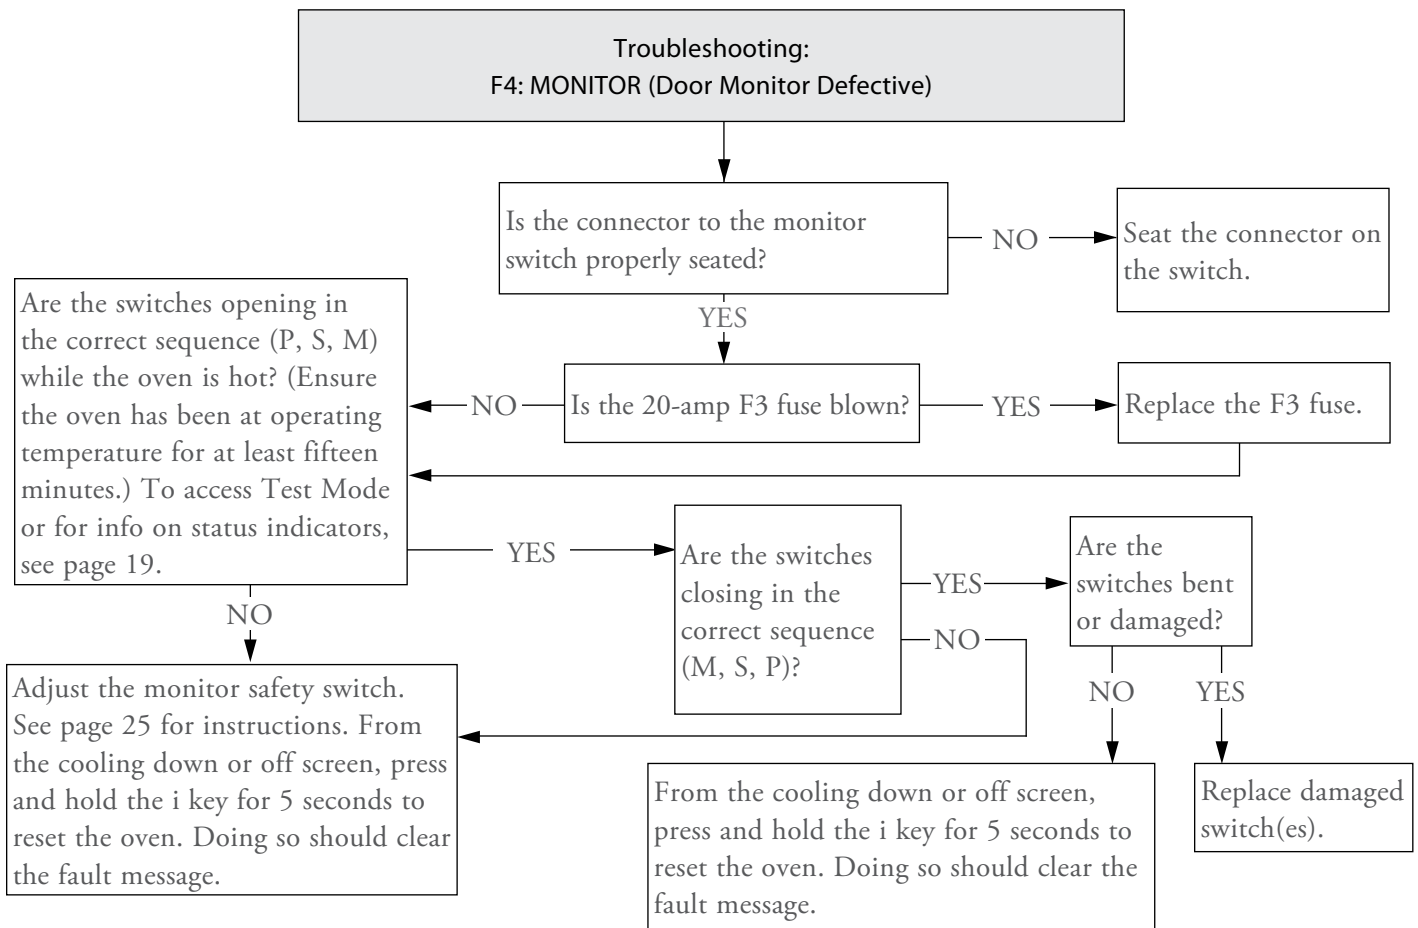 Troubleshooting:
F4: MONITOR (Door Monitor Defective)
Is the connector to the monitor
switch properly seated?
NO
Seat the connector on
the switch.
YES
Is the 20-amp F3 fuse blown?
YES
Replace the F3 fuse.
NO
Are the switches opening in
the correct sequence (P, S, M)
while the oven is hot? (Ensure
the oven has been at operating
temperature for at least fifteen
minutes.) To access Test Mode
or for info on status indicators,
see page 19.
YES
Are the switches
closing in the
correct sequence
(M, S, P)?
YES
NO
Are the
switches bent
or damaged?
NO
YES
NO
Adjust the monitor safety switch.
See page 25 for instructions. From
the cooling down or off screen, press
and hold the i key for 5 seconds to
reset the oven. Doing so should clear
the fault message.
From the cooling down or off screen,
press and hold the i key for 5 seconds to
reset the oven. Doing so should clear the
fault message.
Replace damaged
switch(es).